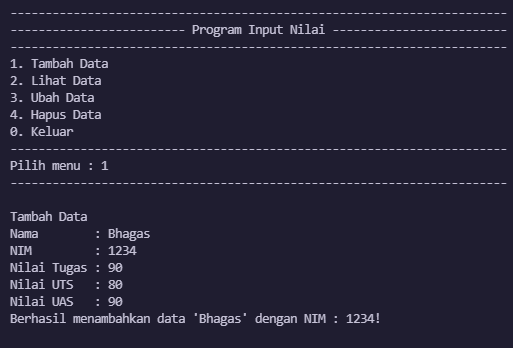 -----------------------------------------------------------------------
------------------------- Program Input Nilai -------------------------
-----------------------------------------------------------------------
1. Tambah Data
2. Lihat Data
3. Ubah Data
4. Hapus Data
0. Keluar
-----------------------------------------------------------------------
Pilih menu : 1
-----------------------------------------------------------------------
Tambah Data
Nama        : Bhagas
NIM         : 1234
Nilai Tugas : 90
Nilai UTS   : 80
Nilai UAS   : 90
Berhasil menambahkan data 'Bhagas' dengan NIM : 1234!